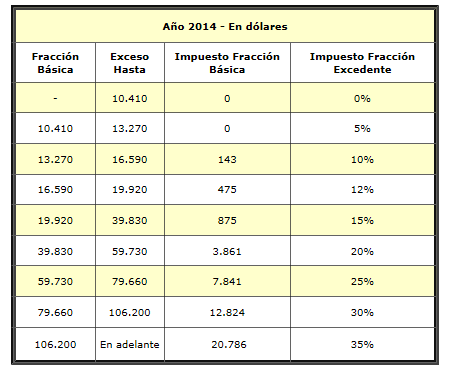 Año 2014 - En dólares
Fracción Básica Exceso Hasta Impuesto Fracción Básica Impuesto Fracción Excedente
- 10.410 0 0%
10.410 13.270 0 5%
13.270 16.590 143 10%
16.590 19.920 475 12%
19.920 39.830 875 15%
39.830 59.730 3.861 20%
59.730 79.660 7.841 25%
79.660 106.200 12.824 30%
106.200 En adelante 20.786 35%